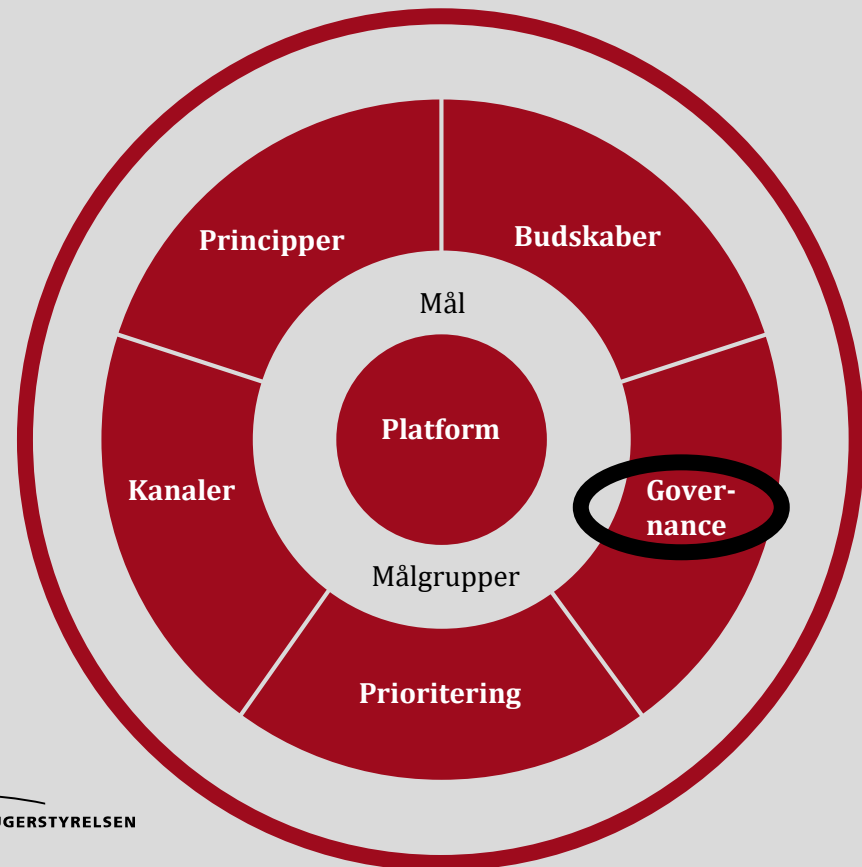 Principper
Budskaber
Mål
Platform
Kanaler
Gover-
nance
Målgrupper
Prioritering
GERSTYRELSEN